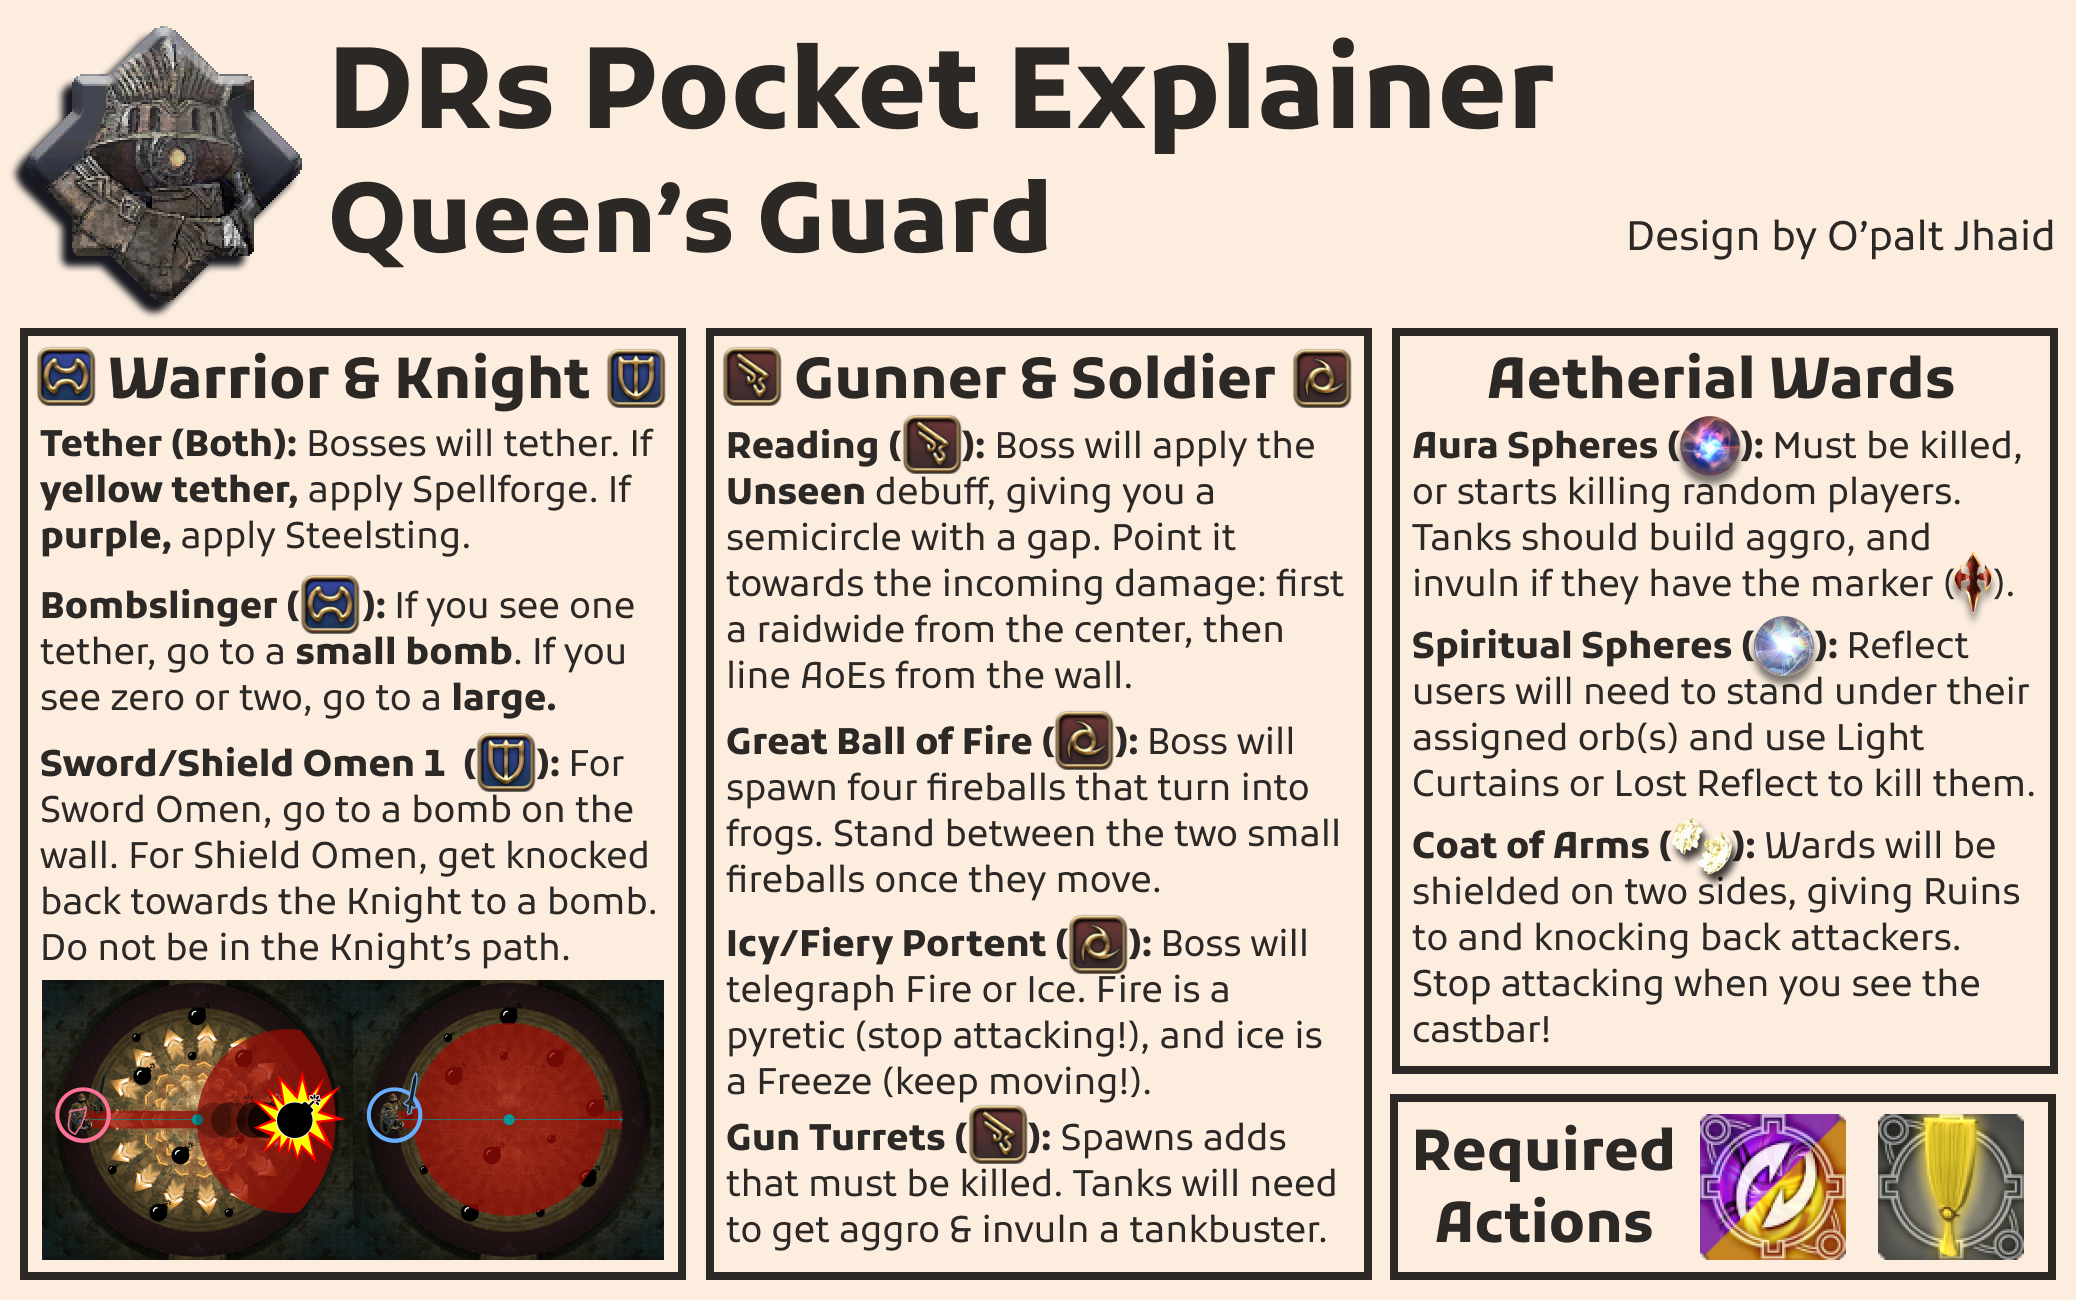 DRs Pocket Explainer
Queen's Guard
Design by O'palt Jhaid
Warrior & Knight
Tether (Both): Bosses will tether. If
yellow tether, apply Spellforge. If
purple, apply Steelsting.
Bombslinger ( ): If you see one
tether, go to a small bomb. If you
see zero or two, go to a large.
Sword/Shield Omen 1 ( ): For
Sword Omen, go to a bomb on the
wall. For Shield Omen, get knocked
back towards the Knight to a bomb.
Do not be in the Knight's path.
Gunner & Soldier
Reading ( ): Boss will apply the
Unseen debuff, giving you a
semicircle with a gap. Point it
towards the incoming damage: first
a raidwide from the center, then
line AoEs from the wall.
Great Ball of Fire ( ): Boss will
spawn four fireballs that turn into
frogs. Stand between the two small
fireballs once they move.
Icy/Fiery Portent ( ): Boss will
telegraph Fire or Ice. Fire is a
pyretic (stop attacking!), and ice is
a Freeze (keep moving!).
Gun Turrets ( ): Spawns adds
that must be killed. Tanks will need
to get aggro & invuln a tankbuster.
Aetherial Wards
Aura Spheres ( ): Must be killed,
or starts killing random players.
Tanks should build aggro, and
invuln if they have the marker ( ).
Spiritual Spheres ( ): Reflect
users will need to stand under their
assigned orb(s) and use Light
Curtains or Lost Reflect to kill them.
Coat of Arms ( ): Wards will be
shielded on two sides, giving Ruins
to and knocking back attackers.
Stop attacking when you see the
castbar!
Required
Actions